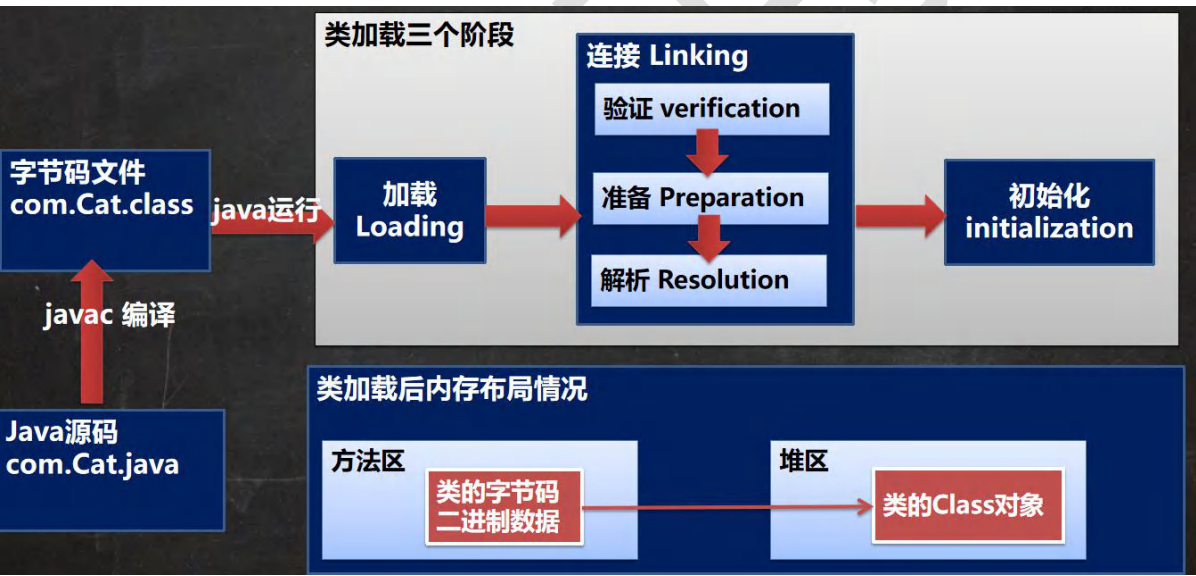 类加载三个阶段
连接 Linking
验证 verification
字节码文件
com.Cat.class
java运行
加载
Loading
准备 Preparation
初始化
initialization
解析 Resolution
javac 编译
类加载后内存布局情况
Java源码
com.Cat.java
方法区
类的字节码
二进制数据
堆区
类的Class对象